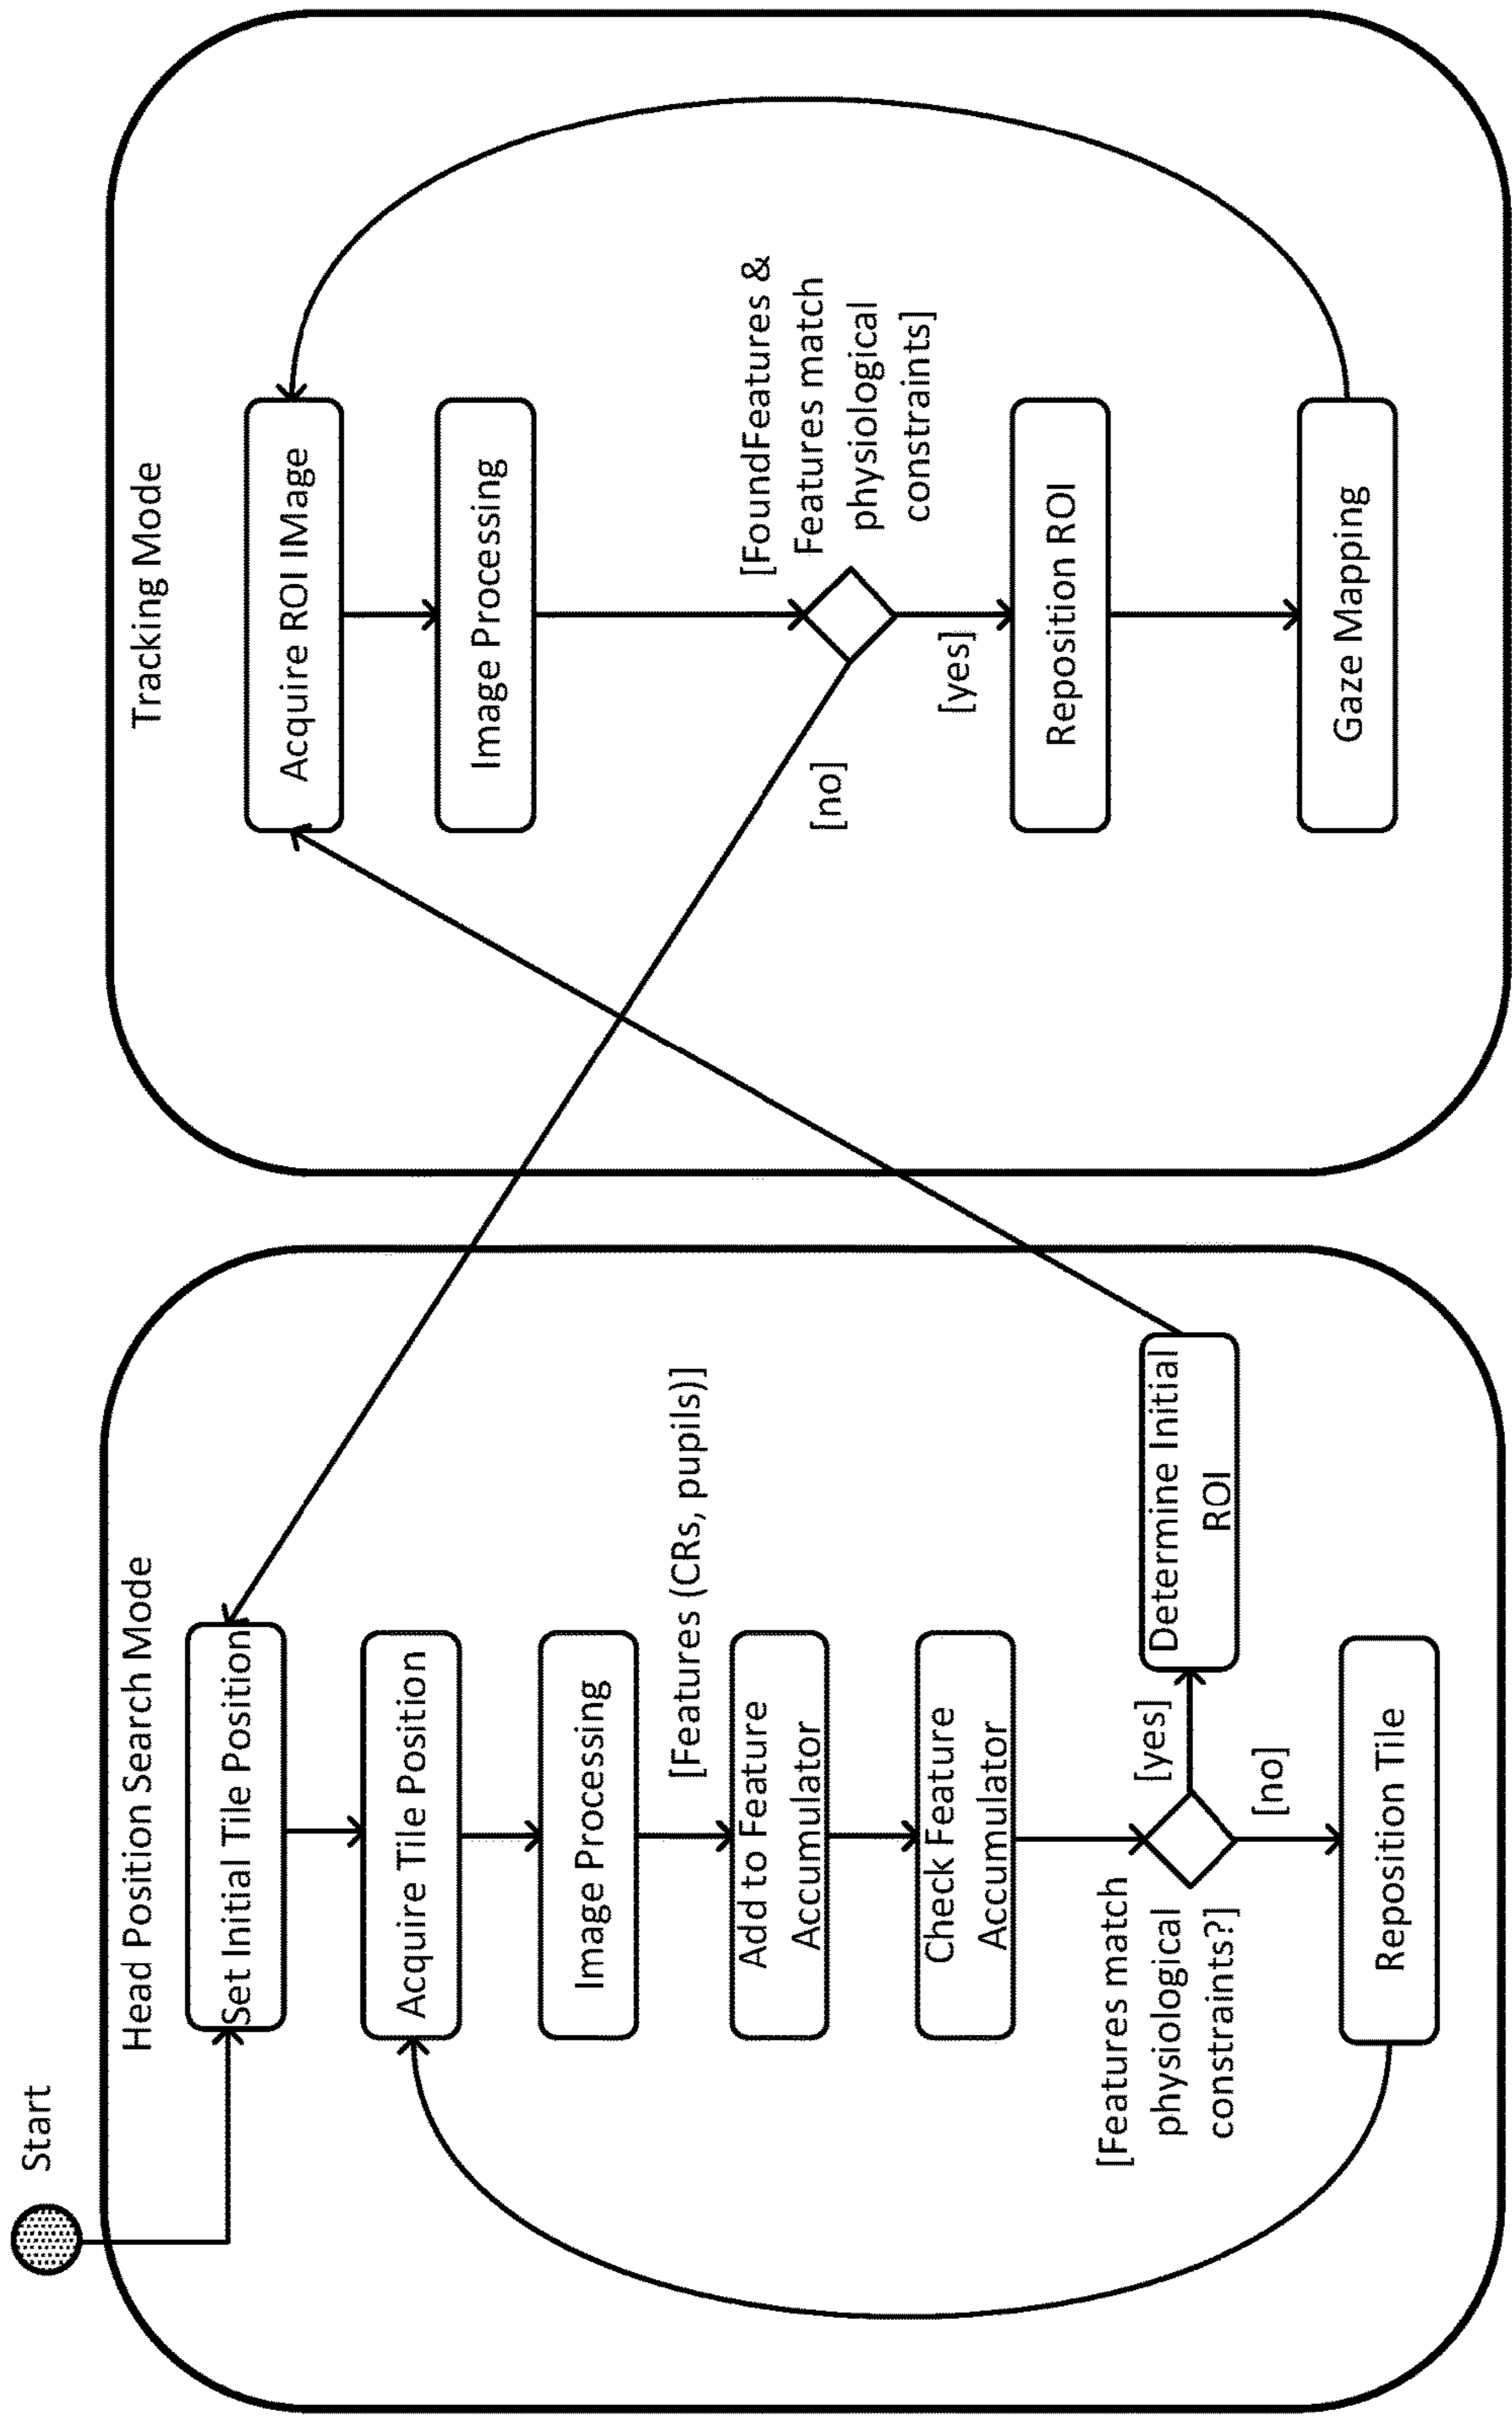 Start
Head Position Search Mode
Set Initial Tile Position
Acquire Tile Position
Image Processing
[Features (CRs, pupils)]
Add to Feature
Accumulator
Check Feature
Accumulator
[Features match
physiological
constraints?]
[yes]
Determine Initial
ROI
[no]
Reposition Tile
Tracking Mode
Acquire ROI IMage
Image Processing
[FoundFeatures &
Features match
physiological
constraints]
[no]
[yes]
Reposition ROI
Gaze Mapping